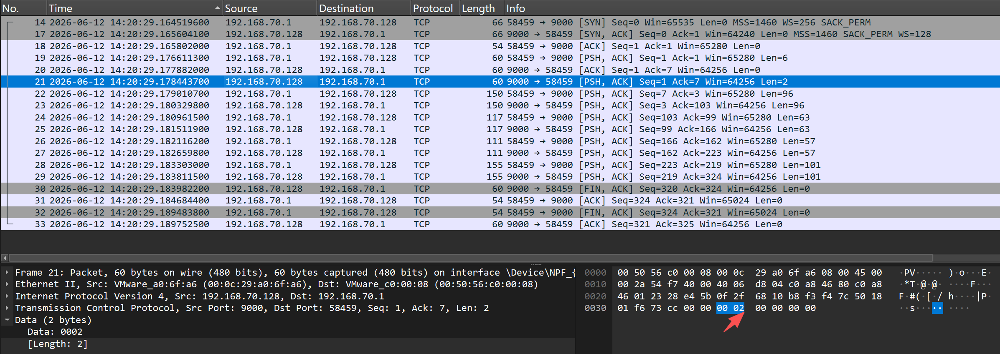 No. Time Source Destination Protocol Length Info
14 2026-06-12 14:20:29.164519600 192.168.70.1 192.168.70.128 TCP 66 58459 → 9000 [SYN] Seq=0 Win=65535 Len=0 MSS=1460 WS=256 SACK_PERM
17 2026-06-12 14:20:29.165604100 192.168.70.128 192.168.70.1 TCP 66 9000 → 58459 [SYN, ACK] Seq=0 Ack=1 Win=64240 Len=0 MSS=1460 SACK_PERM WS=128
18 2026-06-12 14:20:29.165802000 192.168.70.1 192.168.70.128 TCP 54 58459 → 9000 [ACK] Seq=1 Ack=1 Win=65280 Len=0
19 2026-06-12 14:20:29.176611300 192.168.70.1 192.168.70.128 TCP 60 58459 → 9000 [PSH, ACK] Seq=1 Ack=1 Win=65280 Len=6
20 2026-06-12 14:20:29.177882000 192.168.70.128 192.168.70.1 TCP 60 9000 → 58459 [ACK] Seq=1 Ack=7 Win=64256 Len=0
21 2026-06-12 14:20:29.178443700 192.168.70.128 192.168.70.1 TCP 60 9000 → 58459 [PSH, ACK] Seq=1 Ack=7 Win=64256 Len=2
22 2026-06-12 14:20:29.179010700 192.168.70.1 192.168.70.128 TCP 150 58459 → 9000 [PSH, ACK] Seq=7 Ack=3 Win=65280 Len=96
23 2026-06-12 14:20:29.180329800 192.168.70.128 192.168.70.1 TCP 150 9000 → 58459 [PSH, ACK] Seq=3 Ack=103 Win=64256 Len=96
24 2026-06-12 14:20:29.180961500 192.168.70.1 192.168.70.128 TCP 117 58459 → 9000 [PSH, ACK] Seq=103 Ack=99 Win=65280 Len=63
25 2026-06-12 14:20:29.181511900 192.168.70.128 192.168.70.1 TCP 117 9000 → 58459 [PSH, ACK] Seq=99 Ack=166 Win=64256 Len=63
26 2026-06-12 14:20:29.182116200 192.168.70.1 192.168.70.128 TCP 111 58459 → 9000 [PSH, ACK] Seq=166 Ack=162 Win=65280 Len=57
27 2026-06-12 14:20:29.182659800 192.168.70.128 192.168.70.1 TCP 111 9000 → 58459 [PSH, ACK] Seq=162 Ack=223 Win=64256 Len=57
28 2026-06-12 14:20:29.183303000 192.168.70.1 192.168.70.128 TCP 155 58459 → 9000 [PSH, ACK] Seq=223 Ack=219 Win=65280 Len=101
29 2026-06-12 14:20:29.183811500 192.168.70.128 192.168.70.1 TCP 155 9000 → 58459 [PSH, ACK] Seq=219 Ack=324 Win=64256 Len=101
30 2026-06-12 14:20:29.183982200 192.168.70.128 192.168.70.1 TCP 60 9000 → 58459 [FIN, ACK] Seq=320 Ack=324 Win=64256 Len=0
31 2026-06-12 14:20:29.184684400 192.168.70.1 192.168.70.128 TCP 54 58459 → 9000 [ACK] Seq=324 Ack=321 Win=65024 Len=0
32 2026-06-12 14:20:29.189483800 192.168.70.1 192.168.70.128 TCP 54 58459 → 9000 [FIN, ACK] Seq=324 Ack=321 Win=65024 Len=0
33 2026-06-12 14:20:29.189752500 192.168.70.128 192.168.70.1 TCP 60 9000 → 58459 [ACK] Seq=321 Ack=325 Win=64256 Len=0
Frame 21: Packet, 60 bytes on wire (480 bits), 60 bytes captured (480 bits) on interface \Device\NPF_{
Ethernet II, Src: VMware_a0:6f:a6 (00:0c:29:a0:6f:a6), Dst: VMware_c0:00:08 (00:50:56:c0:00:08)
Internet Protocol Version 4, Src: 192.168.70.128, Dst: 192.168.70.1
Transmission Control Protocol, Src Port: 9000, Dst Port: 58459, Seq: 1, Ack: 7, Len: 2
Data (2 bytes)
Data: 0002
[Length: 2]
0000 00 50 56 c0 00 08 00 0c 29 a0 6f a6 08 00 45 00 ·PV····· )·o···E·
0010 00 2a 54 f7 40 00 40 06 d8 04 c0 a8 46 80 c0 a8 ·*T·@·@· ····F···
0020 46 01 23 28 e4 5b 0f 2f 68 10 b8 f3 f4 7c 50 18 F·#(·[·/ h····|P·
0030 01 f6 73 cc 00 00 00 02 00 00 00 00 ··s····· ····